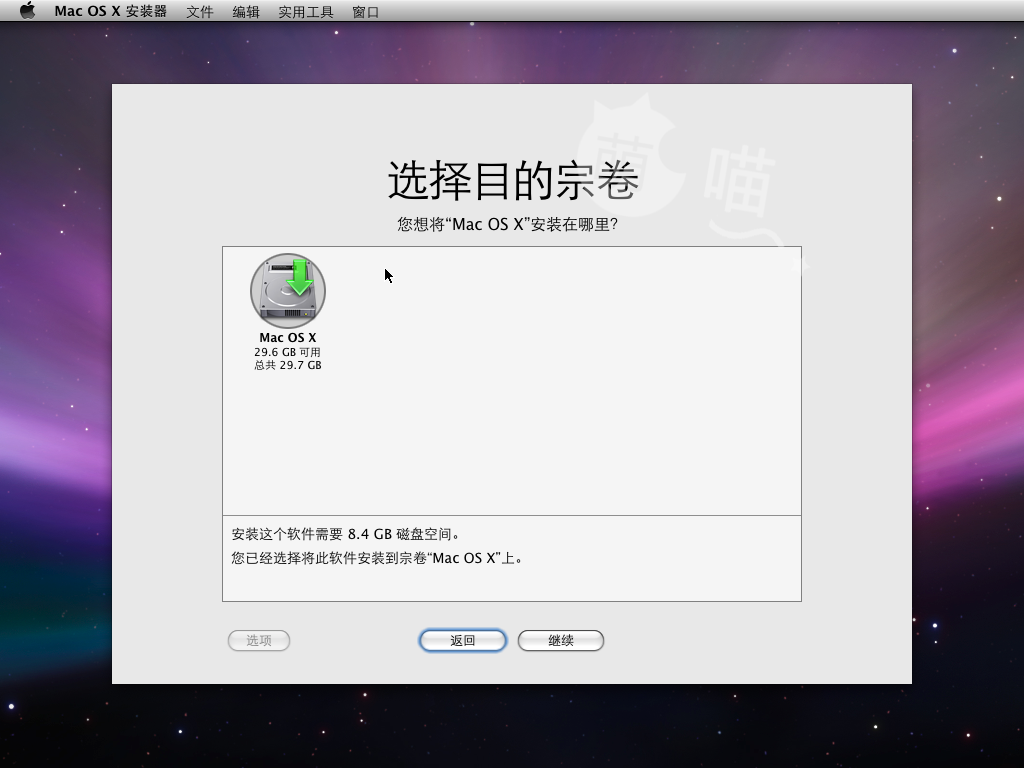 Mac OS X 安装器 文件 编辑 实用工具 窗口
萌喵
选择目的宗卷
您想将“Mac OS X”安装在哪里？
Mac OS X
29.6 GB 可用
总共 29.7 GB
安装这个软件需要 8.4 GB 磁盘空间。
您已经选择将此软件安装到宗卷“Mac OS X”上。
选项 返回 继续